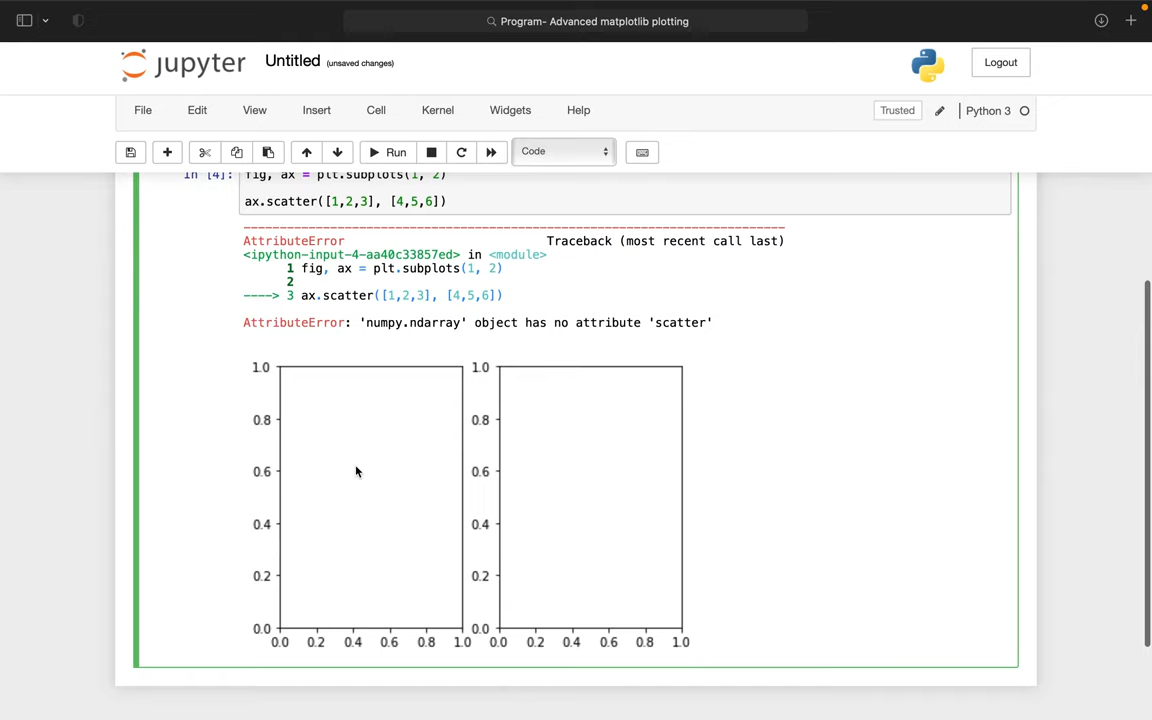 Program- Advanced matplotlib plotting
jupyter Untitled (unsaved changes) Logout
File Edit View Insert Cell Kernel Widgets Help Trusted Python 3
Run Code
In [4]: fig, ax = plt.subplots(1, 2)
ax.scatter([1,2,3], [4,5,6])
AttributeError Traceback (most recent call last)
<ipython-input-4-aa40c33857ed> in <module>
1 fig, ax = plt.subplots(1, 2)
2
----> 3 ax.scatter([1,2,3], [4,5,6])
AttributeError: 'numpy.ndarray' object has no attribute 'scatter'
1.0 1.0
0.8 0.8
0.6 0.6
0.4 0.4
0.2 0.2
0.0 0.0
0.0 0.2 0.4 0.6 0.8 1.0 0.0 0.2 0.4 0.6 0.8 1.0